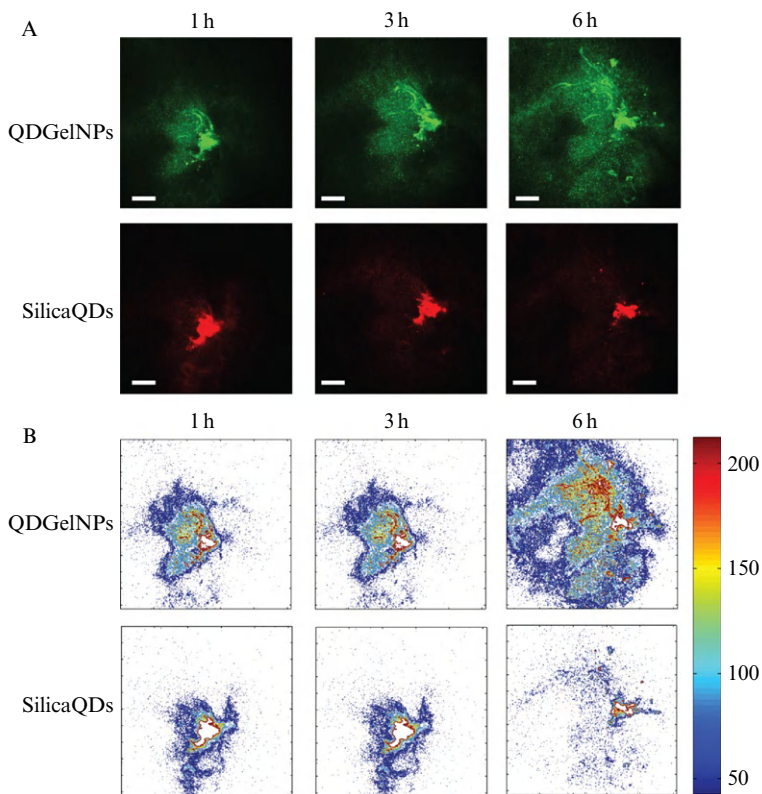 A
1 h 3 h 6 h
QDGelNPs
SilicaQDs
B
1 h 3 h 6 h
QDGelNPs
SilicaQDs
200
150
100
50